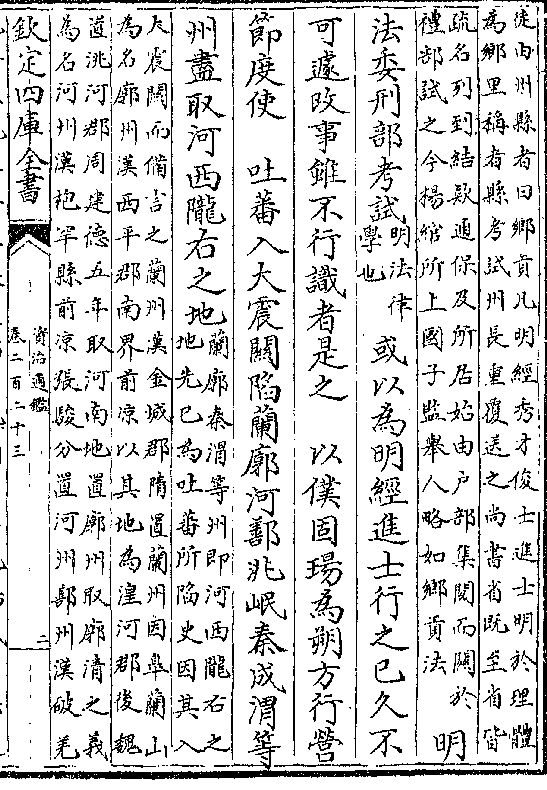 徒由州縣者曰鄉貢凡明經秀才俊士進士明於理體
為鄉里稱者縣考試州長重覆送之尚書省既至省皆
疏名列到結欵通保及所居始由户部集閲而關於
禮部試之今揚綰所上國子監舉人略如鄉貢法
明
法委刑部考試明法律學也或以為明經進士行之已久不
可遽改事雖不行識者是之　以僕固瑒為朔方行營
節度使　吐蕃入大震關陷蘭廓河鄯洮岷秦成渭等
州盡取河西隴右之地
蘭廓秦渭等州即河西隴右之
地先已為吐蕃所陷史因其入
大震關而備言之蘭州漢金城郡隋置蘭州因臯蘭山
為名廓州漢西平郡南界前凉以其地為湟河郡後魏
置洮河郡周建德五年取河南地置廓州取廓清之義
為名河州漢枹罕縣前涼張駿分置河州鄯州漢破羌
欽定四庫全書
資治通鑑
卷二百二十三
二